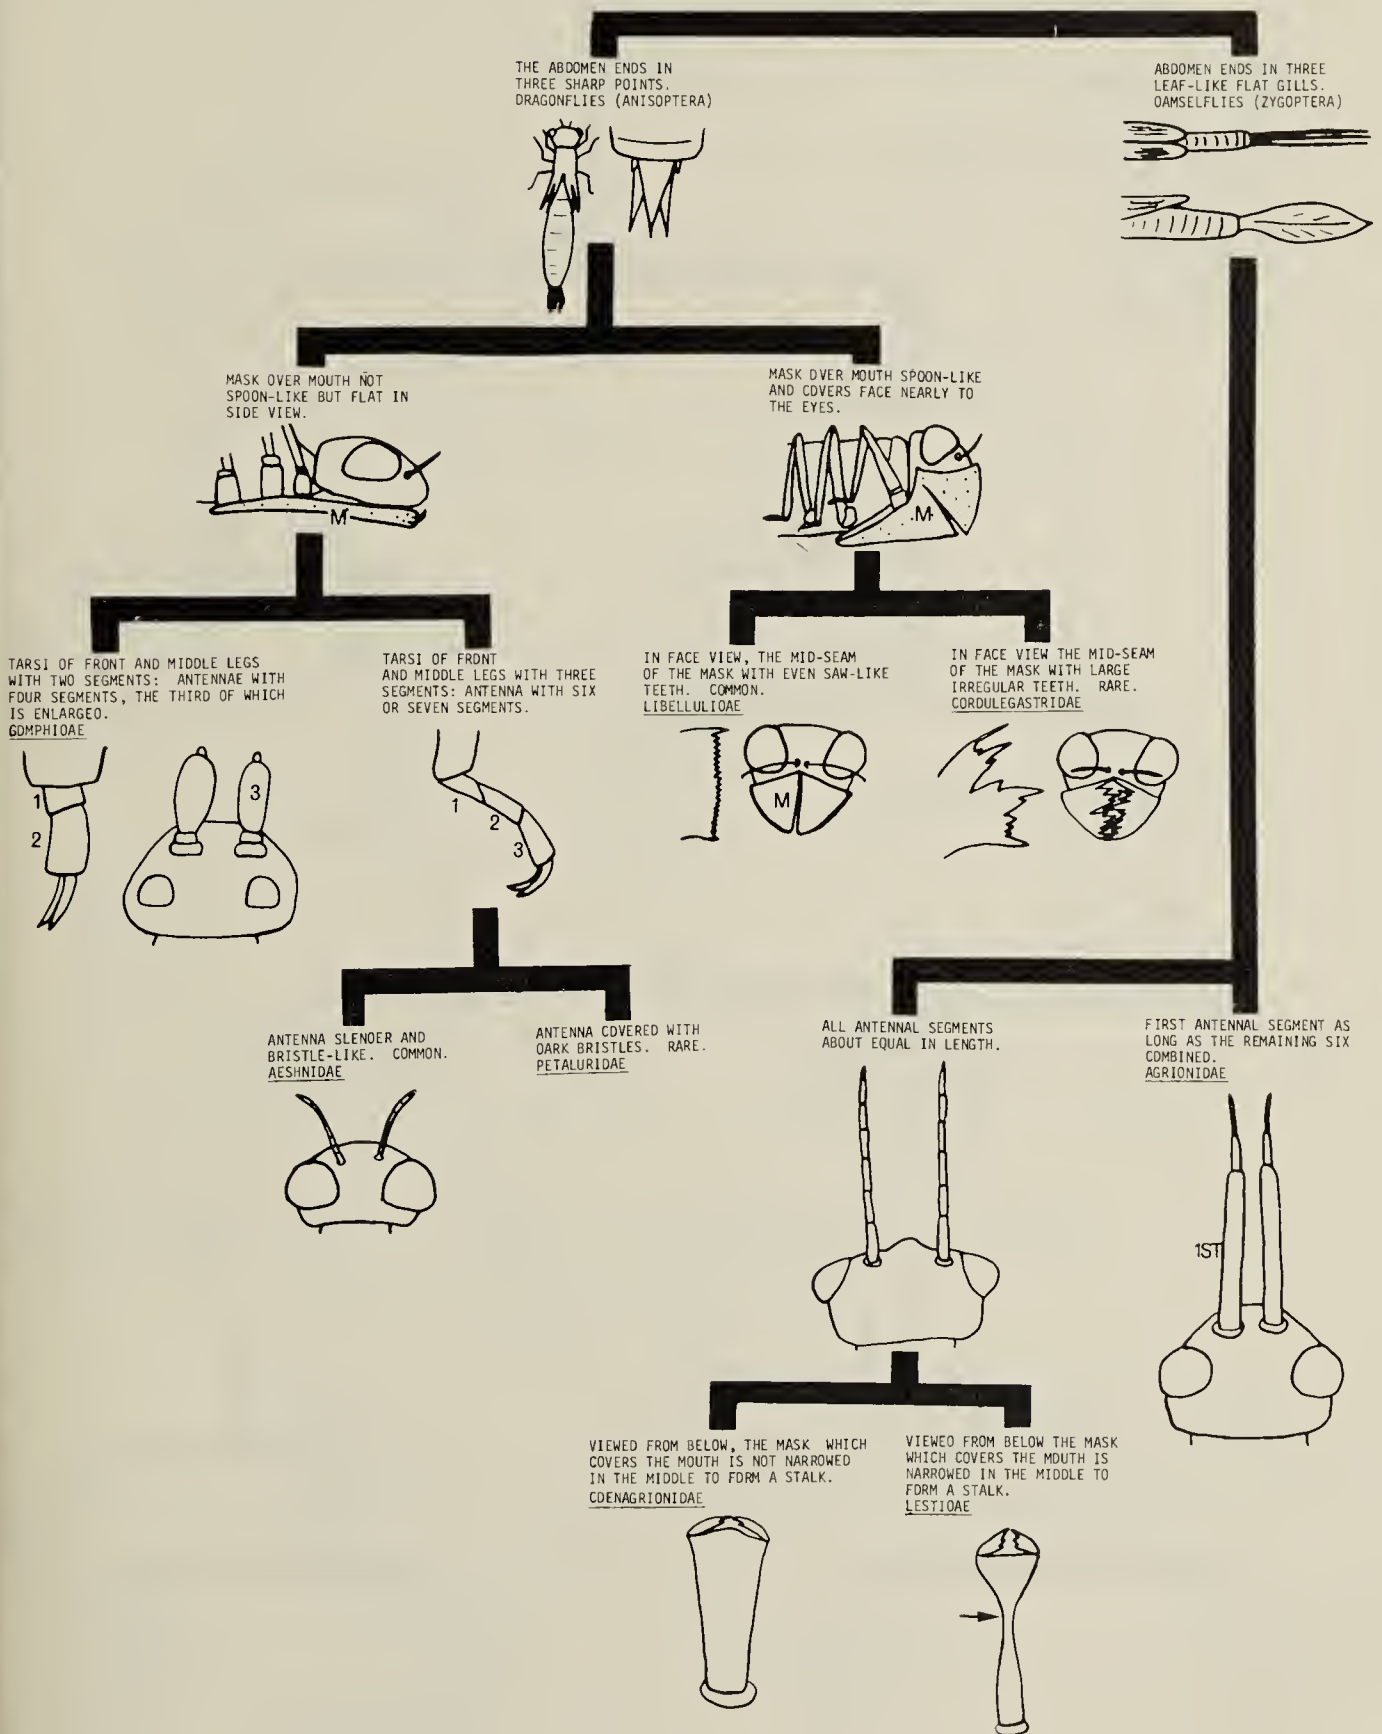 THE ABDOMEN ENDS IN
THREE SHARP POINTS.
DRAGONFLIES (ANISOPTERA)
ABDOMEN ENDS IN THREE
LEAF-LIKE FLAT GILLS.
OAMSELFLIES (ZYGOPTERA)
MASK OVER MOUTH NOT
SPOON-LIKE BUT FLAT IN
SIDE VIEW.
M
MASK OVER MOUTH SPOON-LIKE
AND COVERS FACE NEARLY TO
THE EYES.
M
TARSI OF FRONT AND MIDDLE LEGS
WITH TWO SEGMENTS: ANTENNAE WITH
FOUR SEGMENTS, THE THIRD OF WHICH
IS ENLARGEO.
GOMPHIOAE
1
2
3
TARSI OF FRONT
AND MIDDLE LEGS WITH THREE
SEGMENTS: ANTENNA WITH SIX
OR SEVEN SEGMENTS.
1
2
3
IN FACE VIEW, THE MID-SEAM
OF THE MASK WITH EVEN SAW-LIKE
TEETH. COMMON.
LIBELLULIOAE
M
IN FACE VIEW THE MID-SEAM
OF THE MASK WITH LARGE
IRREGULAR TEETH. RARE.
CORDULEGASTRIDAE
ANTENNA SLENOER AND
BRISTLE-LIKE. COMMON.
AESHNIDAE
ANTENNA COVERED WITH
OARK BRISTLES. RARE.
PETALURIDAE
ALL ANTENNAL SEGMENTS
ABOUT EQUAL IN LENGTH.
FIRST ANTENNAL SEGMENT AS
LONG AS THE REMAINING SIX
COMBINED.
AGRIONIDAE
1ST
VIEWED FROM BELOW, THE MASK WHICH
COVERS THE MOUTH IS NOT NARROWED
IN THE MIDDLE TO FORM A STALK.
COENAGRIONIDAE
VIEWEO FROM BELOW THE MASK
WHICH COVERS THE MOUTH IS
NARROWED IN THE MIDDLE TO
FORM A STALK.
LESTIOAE